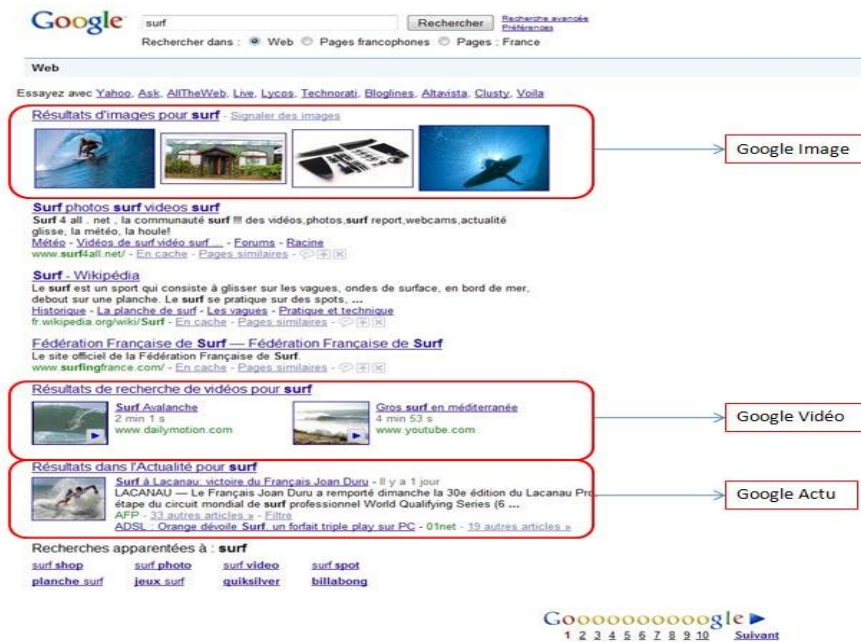 Google surf Rechercher Recherche avancée
Préférences
Rechercher dans : Web Pages francophones Pages : France
Web
Essayez avec Yahoo, Ask, AllTheWeb, Live, Lycos, Technorati, Bloglines, Altavista, Clusty, Voila
Résultats d'images pour surf - Signaler des images
Google Image
Surf photos surf videos surf
Surf 4 all . net , la communauté surf !!! des vidéos,photos,surf report,webcams,actualité
glisse, la météo, la houle!
Météo - Vidéos de surf vidéo surf ... - Forums - Racine
www.surf4all.net/ - En cache - Pages similaires -
Surf - Wikipédia
Le surf est un sport qui consiste à glisser sur les vagues, ondes de surface, en bord de mer,
debout sur une planche. Le surf se pratique sur des spots, ...
Historique - La planche de surf - Les vagues - Pratique et technique
fr.wikipedia.org/wiki/Surf - En cache - Pages similaires -
Fédération Française de Surf — Fédération Française de Surf
Le site officiel de la Fédération Française de Surf.
www.surfingfrance.com/ - En cache - Pages similaires -
Résultats de recherche de vidéos pour surf
Surf Avalanche
2 min 1 s
www.dailymotion.com
Gros surf en méditerranée
4 min 53 s
www.youtube.com
Google Vidéo
Résultats dans l'Actualité pour surf
Surf à Lacanau: victoire du Français Joan Duru - Il y a 1 jour
LACANAU — Le Français Joan Duru a remporté dimanche la 30e édition du Lacanau Pro
étape du circuit mondial de surf professionnel World Qualifying Series (6 ...
AFP - 33 autres articles » - Filtre
ADSL : Orange dévoile Surf, un forfait triple play sur PC - 01net - 19 autres articles »
Google Actu
Recherches apparentées à : surf
surf shop surf photo surf video surf spot
planche surf jeux surf quiksilver billabong
Goooooooooogle
1 2 3 4 5 6 7 8 9 10 Suivant